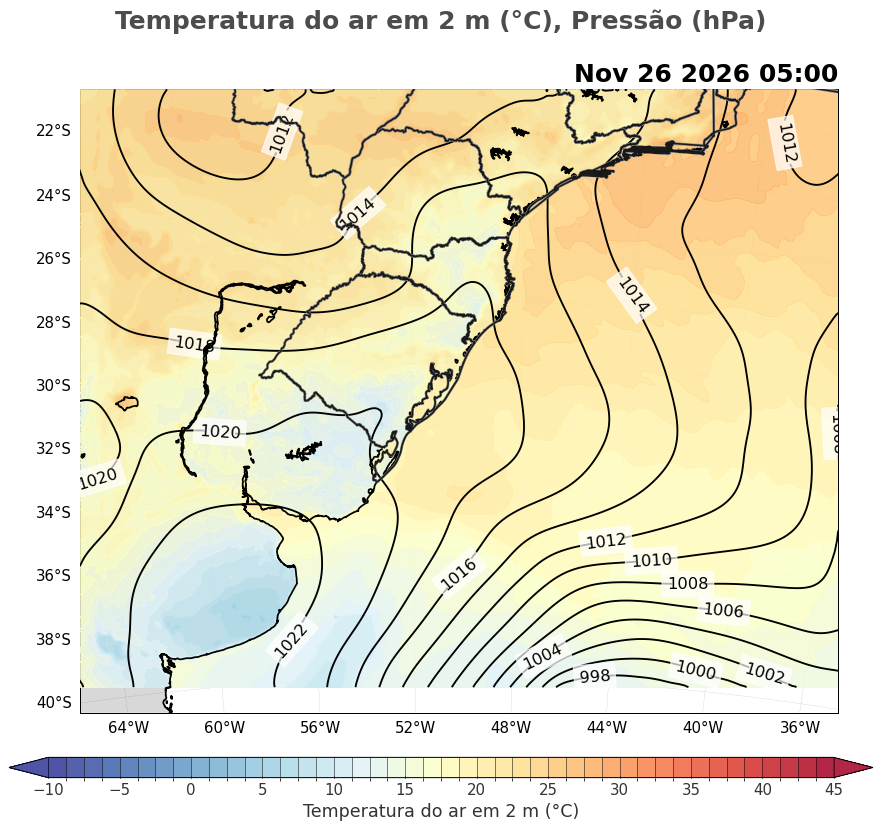 Temperatura do ar em 2 m (°C), Pressão (hPa)
Nov 26 2026 05:00
22°S
24°S
26°S
28°S
30°S
32°S
34°S
36°S
38°S
40°S
1012
1014
1014
1018
1020
1020
1012
1010
1008
1006
1016
1022
1004
998
1000
1002
64°W 60°W 56°W 52°W 48°W 44°W 40°W 36°W
−10 −5 0 5 10 15 20 25 30 35 40 45
Temperatura do ar em 2 m (°C)